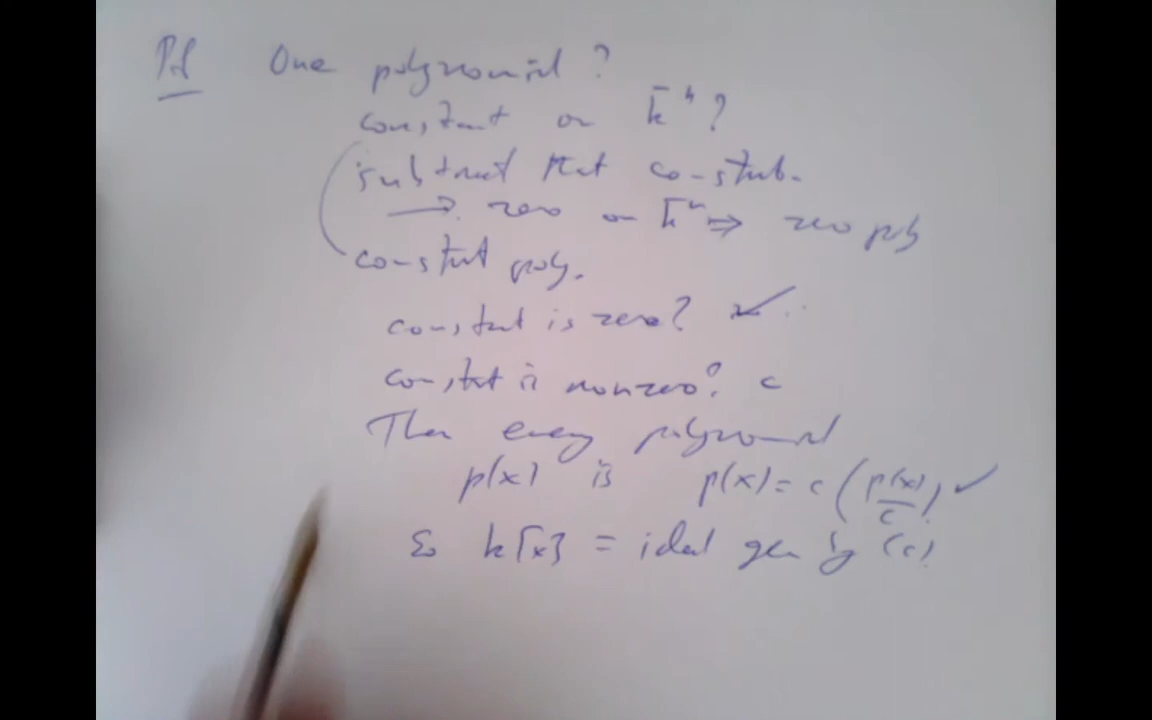 Pf One polynomial?
constant on k̄ⁿ?
subtract that constant.
→ zero on k̄ⁿ ⇒ zero poly
constant poly.
constant is zero? ✓
constant is nonzero? c
Then every polynomial
p(x) is p(x) = c (p(x)/c) ✓
So k[x] = ideal gen by (c)